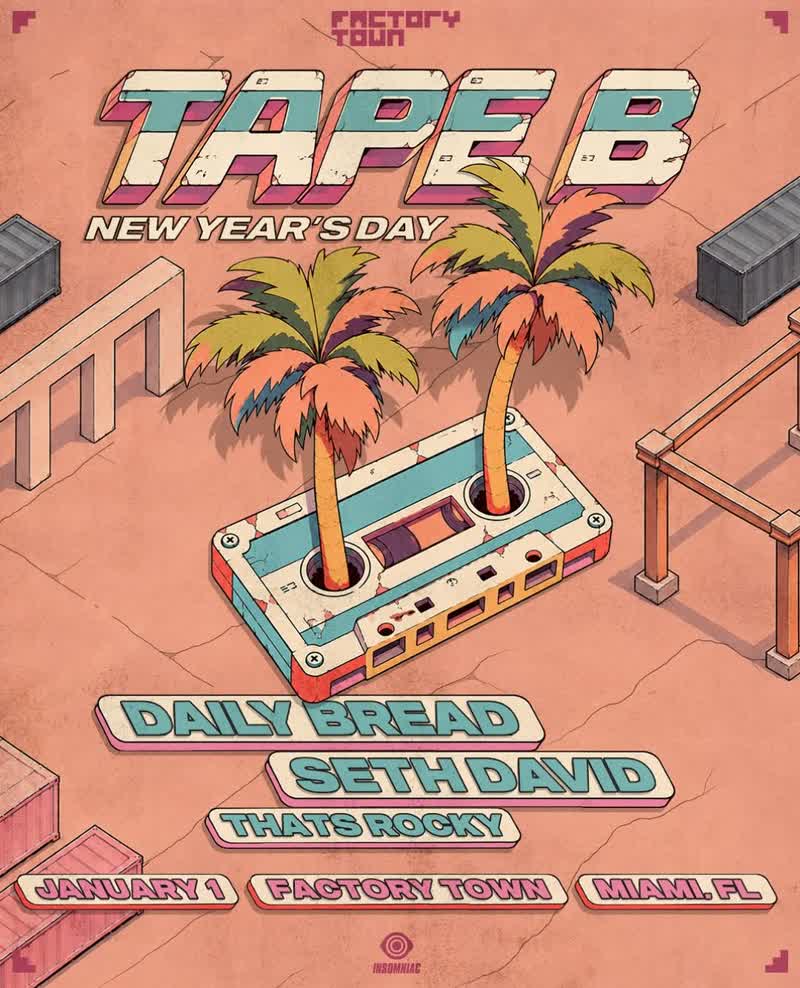 FACTORY
TOWN
TAPE B
NEW YEAR'S DAY
DAILY BREAD
SETH DAVID
THATS ROCKY
JANUARY 1 FACTORY TOWN MIAMI, FL
INSOMNIAC